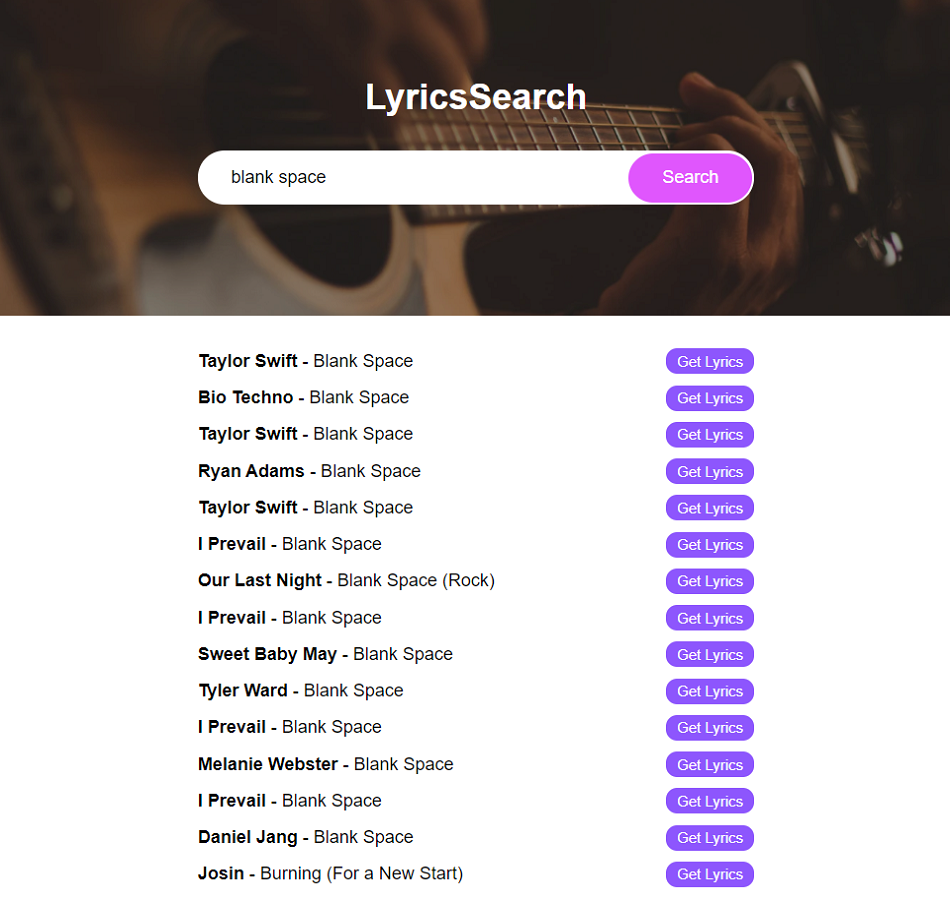 LyricsSearch
blank space Search
Taylor Swift - Blank Space Get Lyrics
Bio Techno - Blank Space Get Lyrics
Taylor Swift - Blank Space Get Lyrics
Ryan Adams - Blank Space Get Lyrics
Taylor Swift - Blank Space Get Lyrics
I Prevail - Blank Space Get Lyrics
Our Last Night - Blank Space (Rock) Get Lyrics
I Prevail - Blank Space Get Lyrics
Sweet Baby May - Blank Space Get Lyrics
Tyler Ward - Blank Space Get Lyrics
I Prevail - Blank Space Get Lyrics
Melanie Webster - Blank Space Get Lyrics
I Prevail - Blank Space Get Lyrics
Daniel Jang - Blank Space Get Lyrics
Josin - Burning (For a New Start) Get Lyrics